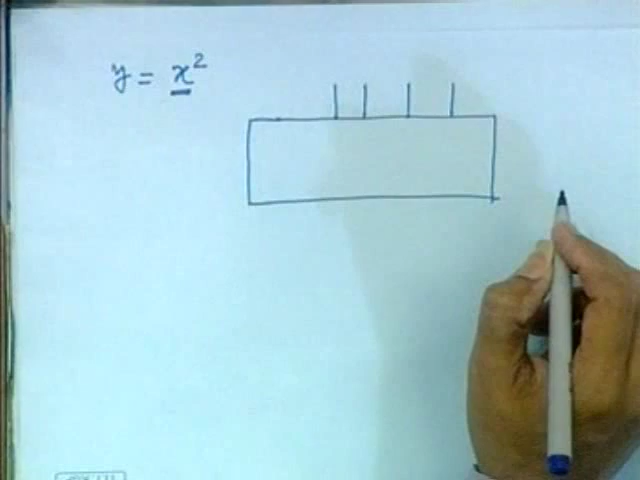 y = x²